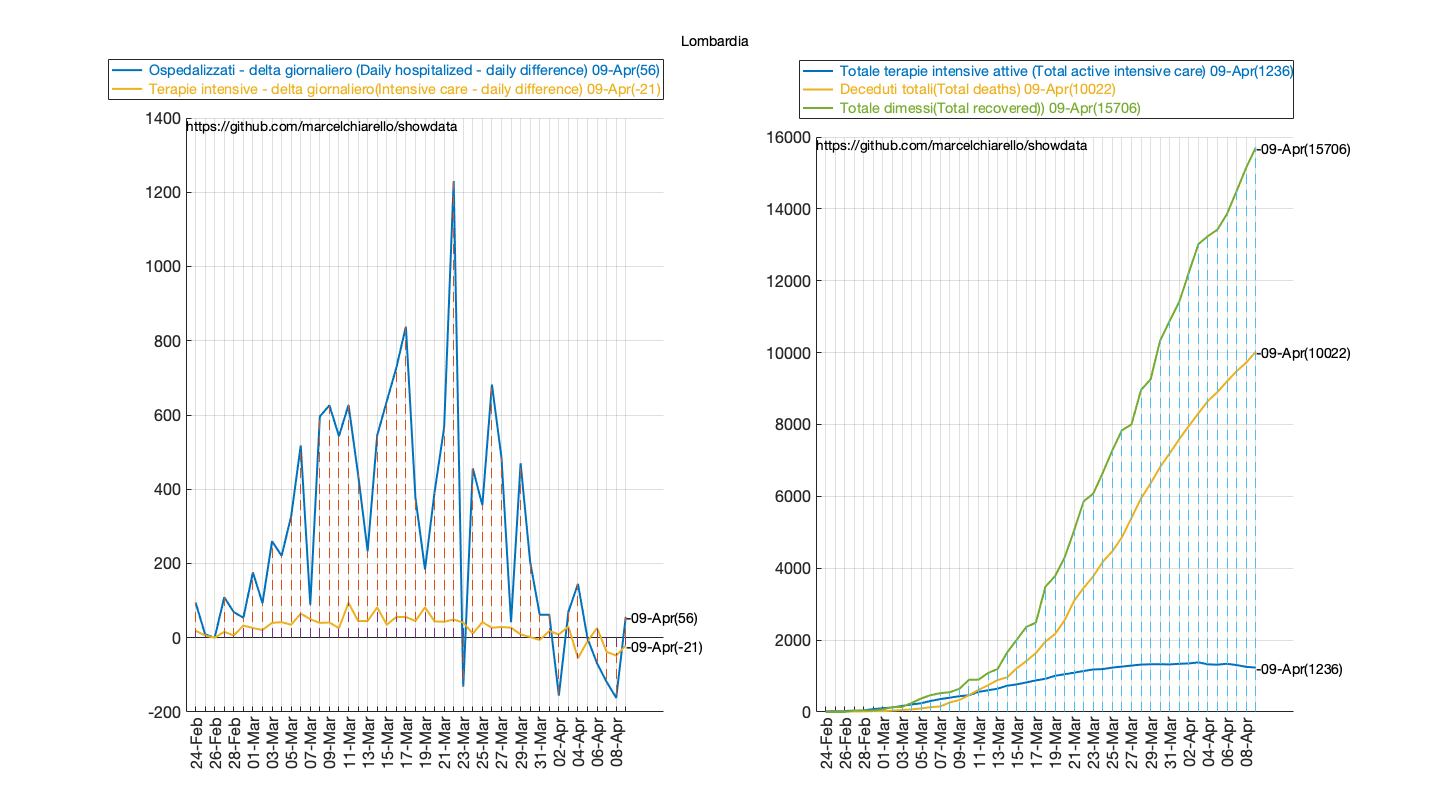 Lombardia
Ospedalizzati - delta giornaliero (Daily hospitalized - daily difference) 09-Apr(56)
Terapie intensive - delta giornaliero(Intensive care - daily difference) 09-Apr(-21)
1400
https://github.com/marcelchiarello/showdata
1200
1000
800
600
400
200
0
-200
-09-Apr(56)
-09-Apr(-21)
24-Feb
26-Feb
28-Feb
01-Mar
03-Mar
05-Mar
07-Mar
09-Mar
11-Mar
13-Mar
15-Mar
17-Mar
19-Mar
21-Mar
23-Mar
25-Mar
27-Mar
29-Mar
31-Mar
02-Apr
04-Apr
06-Apr
08-Apr
Totale terapie intensive attive (Total active intensive care) 09-Apr(1236)
Deceduti totali(Total deaths) 09-Apr(10022)
Totale dimessi(Total recovered)) 09-Apr(15706)
16000
https://github.com/marcelchiarello/showdata
14000
12000
10000
8000
6000
4000
2000
0
-09-Apr(15706)
-09-Apr(10022)
-09-Apr(1236)
24-Feb
26-Feb
28-Feb
01-Mar
03-Mar
05-Mar
07-Mar
09-Mar
11-Mar
13-Mar
15-Mar
17-Mar
19-Mar
21-Mar
23-Mar
25-Mar
27-Mar
29-Mar
31-Mar
02-Apr
04-Apr
06-Apr
08-Apr